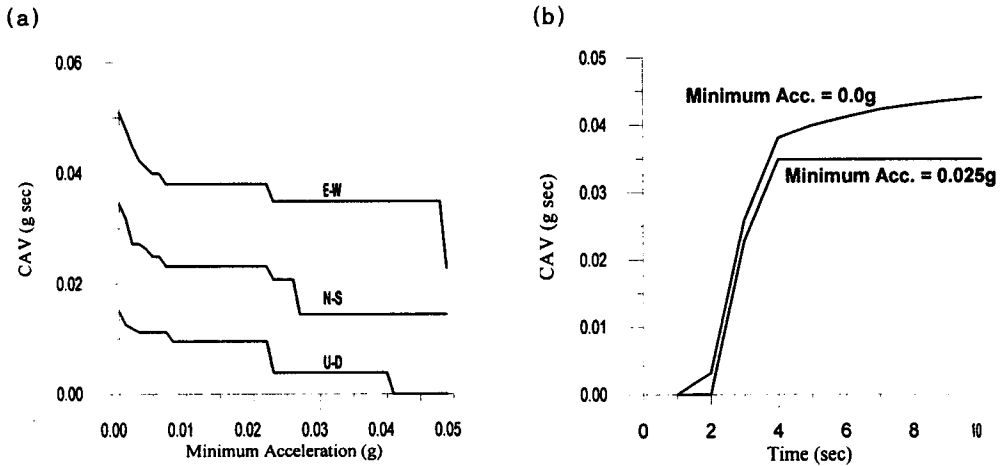 (a)
0.06
0.04
0.02
0.00
CAV (g sec)
E-W
N-S
U-D
0.00 0.01 0.02 0.03 0.04 0.05
Minimum Acceleration (g)
(b)
0.05
0.04
0.03
0.02
0.01
0.00
CAV (g sec)
Minimum Acc. = 0.0g
Minimum Acc. = 0.025g
0 2 4 6 8 10
Time (sec)